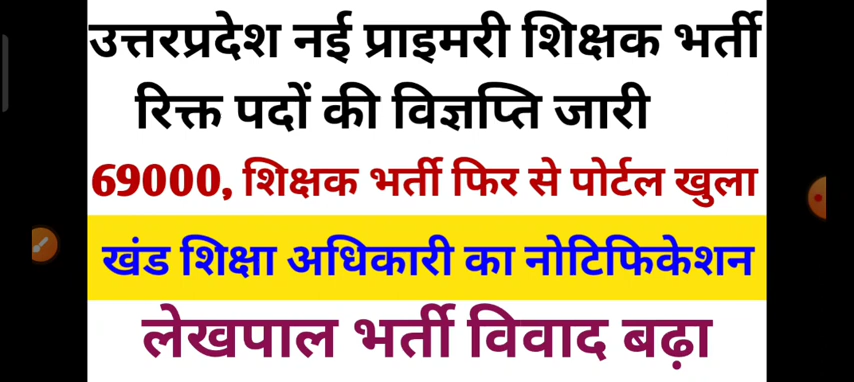 उत्तरप्रदेश नई प्राइमरी शिक्षक भर्ती
रिक्त पदों की विज्ञप्ति जारी
69000, शिक्षक भर्ती फिर से पोर्टल खुला
खंड शिक्षा अधिकारी का नोटिफिकेशन
लेखपाल भर्ती विवाद बढ़ा